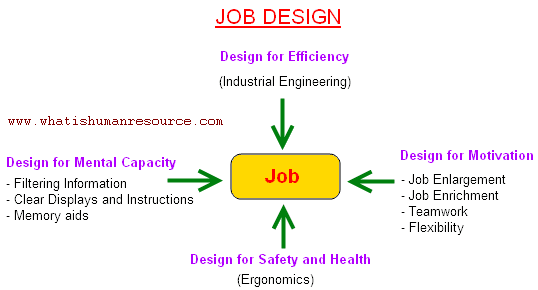 JOB DESIGN
Design for Efficiency
(Industrial Engineering)
www.whatishumanresource.com
Design for Mental Capacity
- Filtering Information
- Clear Displays and Instructions
- Memory aids
Job
Design for Motivation
- Job Enlargement
- Job Enrichment
- Teamwork
- Flexibility
Design for Safety and Health
(Ergonomics)